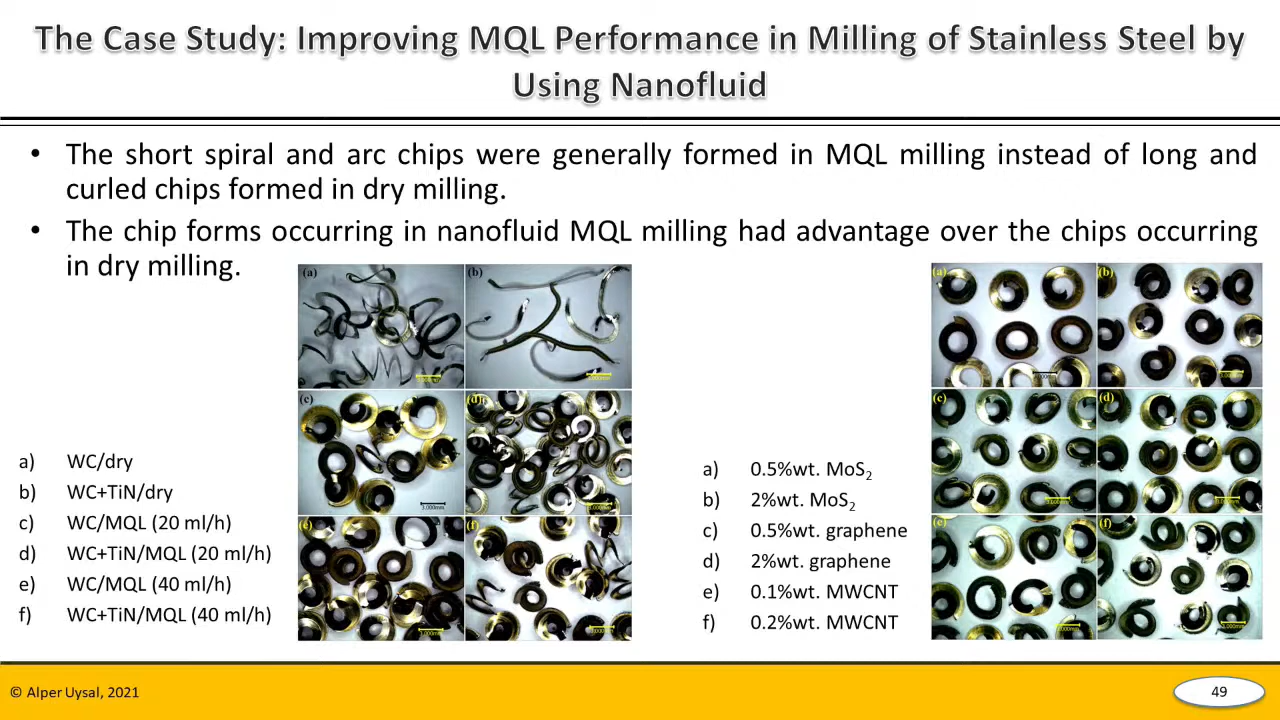 The Case Study: Improving MQL Performance in Milling of Stainless Steel by
Using Nanofluid
• The short spiral and arc chips were generally formed in MQL milling instead of long and
curled chips formed in dry milling.
• The chip forms occurring in nanofluid MQL milling had advantage over the chips occurring
in dry milling.
(a) (b)
(c) (d)
(e) (f)
3,000mm
a) WC/dry
b) WC+TiN/dry
c) WC/MQL (20 ml/h)
d) WC+TiN/MQL (20 ml/h)
e) WC/MQL (40 ml/h)
f) WC+TiN/MQL (40 ml/h)
(a) (b)
(c) (d)
(e) (f)
a) 0.5%wt. MoS₂
b) 2%wt. MoS₂
c) 0.5%wt. graphene
d) 2%wt. graphene
e) 0.1%wt. MWCNT
f) 0.2%wt. MWCNT
© Alper Uysal, 2021
49